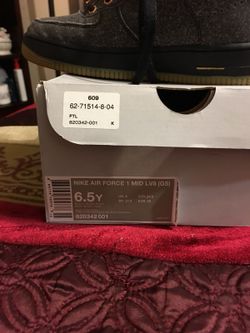 609
62-71514-8-04
FTL
820342-001 K
NIKE AIR FORCE 1 MID LV8 (GS)
6.5Y
820342 001